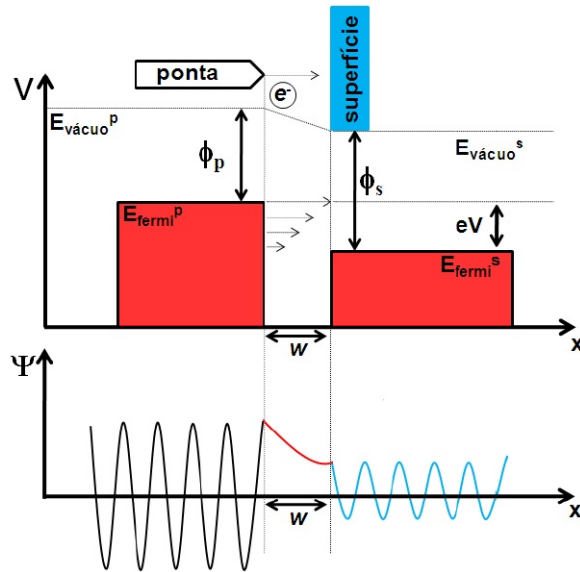 ponta
superfície
V
e-
E_vácuo^p
E_vácuo^s
ϕ_p
ϕ_s
E_fermi^p
eV
E_fermi^s
w
x
Ψ
w
x